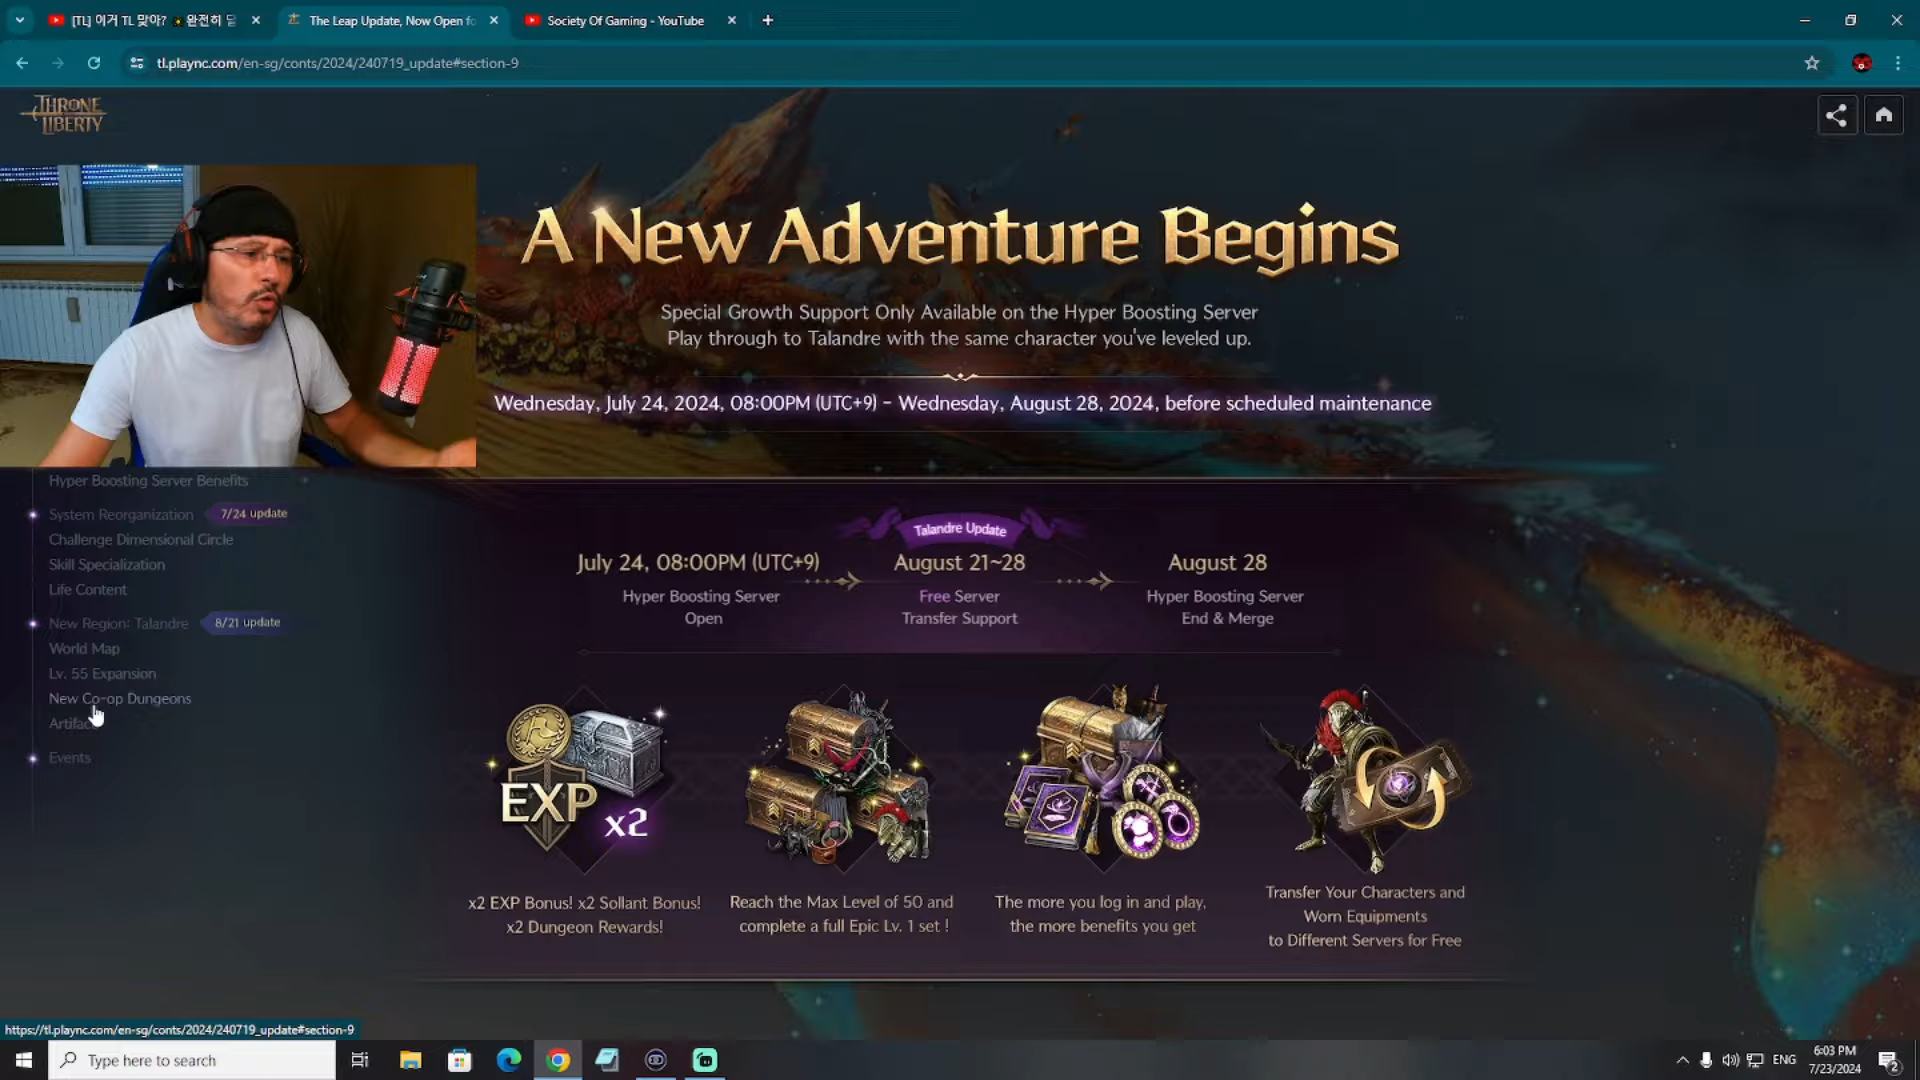 [TL] 이거 TL 맞아? 완전히 달
The Leap Update, Now Open fo
Society Of Gaming - YouTube
tl.plaync.com/en-sg/conts/2024/240719_update#section-9
THRONE
LIBERTY
A New Adventure Begins
Special Growth Support Only Available on the Hyper Boosting Server
Play through to Talandre with the same character you've leveled up.
Wednesday, July 24, 2024, 08:00PM (UTC+9) – Wednesday, August 28, 2024, before scheduled maintenance
Hyper Boosting Server Benefits
System Reorganization 7/24 update
Challenge Dimensional Circle
Skill Specialization
Life Content
New Region: Talandre 8/21 update
World Map
Lv. 55 Expansion
New Co-op Dungeons
Events
Talandre Update
July 24, 08:00PM (UTC+9)
Hyper Boosting Server
Open
August 21~28
Free Server
Transfer Support
August 28
Hyper Boosting Server
End & Merge
EXP x2
x2 EXP Bonus! x2 Sollant Bonus!
x2 Dungeon Rewards!
Reach the Max Level of 50 and
complete a full Epic Lv. 1 set !
The more you log in and play,
the more benefits you get
Transfer Your Characters and
Worn Equipments
to Different Servers for Free
https://tl.plaync.com/en-sg/conts/2024/240719_update#section-9
Type here to search
ENG
6:03 PM
7/23/2024
2